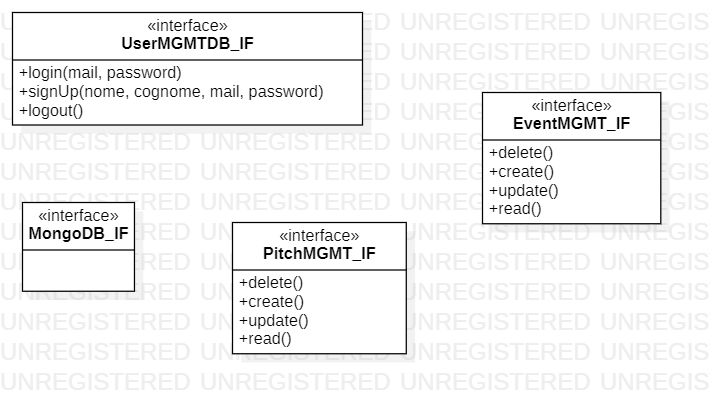 «interface»
UserMGMTDB_IF
+login(mail, password)
+signUp(nome, cognome, mail, password)
+logout()
«interface»
EventMGMT_IF
+delete()
+create()
+update()
+read()
«interface»
MongoDB_IF
«interface»
PitchMGMT_IF
+delete()
+create()
+update()
+read()
UNREGISTERED UNREGISTERED UNREGISTERED UNREGIS